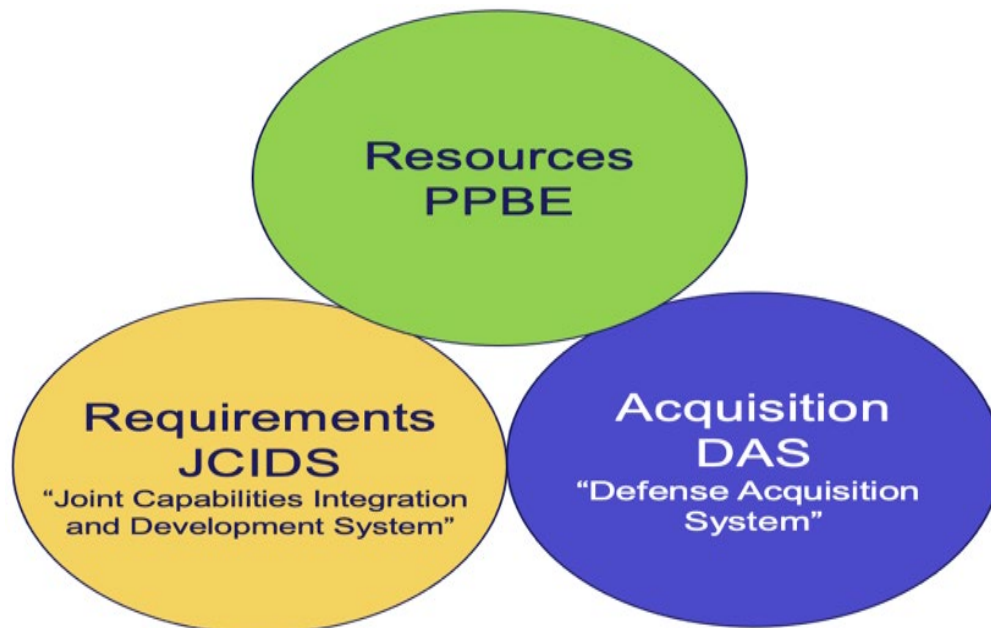 Resources
PPBE
Requirements
JCIDS
“Joint Capabilities Integration
and Development System”
Acquisition
DAS
“Defense Acquisition
System”